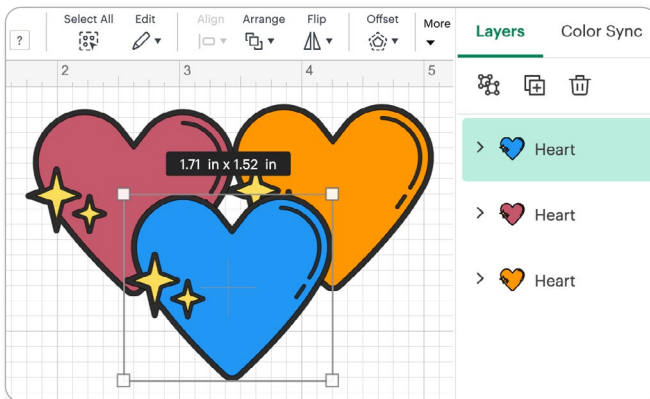 Select All Edit Align Arrange Flip Offset More
?
Layers Color Sync
2 3 4 5
1.71 in x 1.52 in
Heart
Heart
Heart